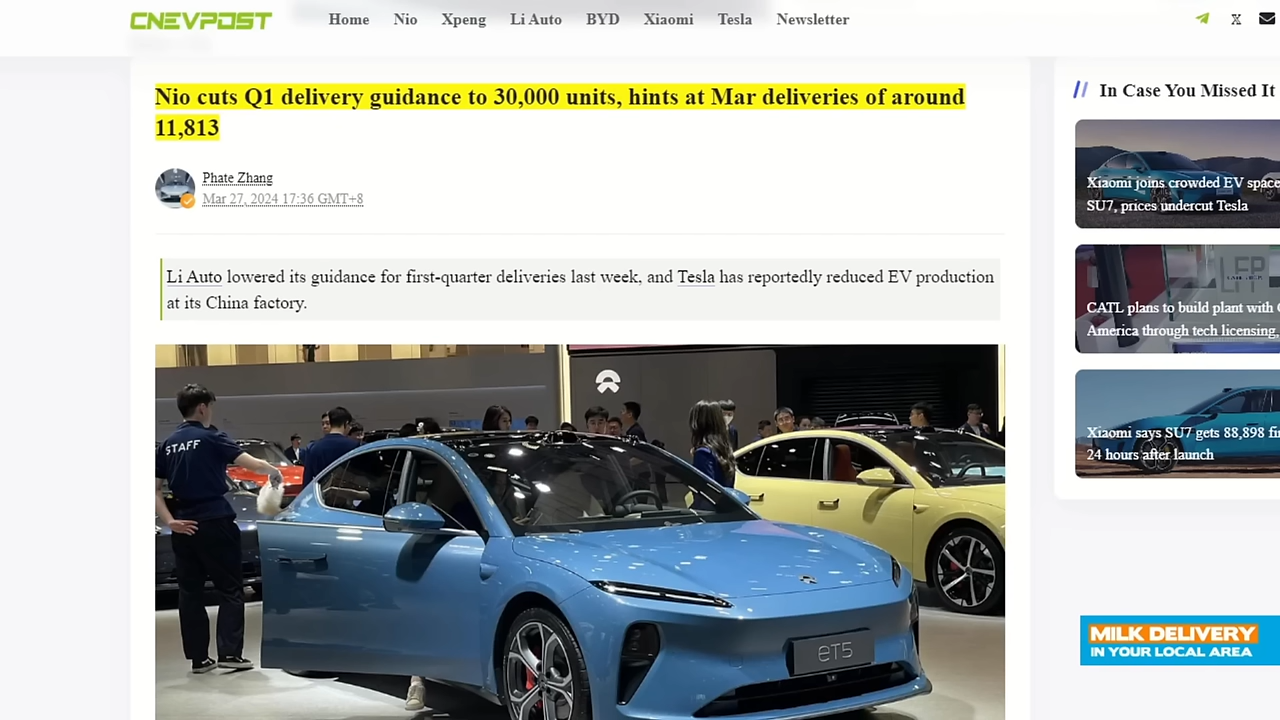 CNEVPOST
Home Nio Xpeng Li Auto BYD Xiaomi Tesla Newsletter
Nio cuts Q1 delivery guidance to 30,000 units, hints at Mar deliveries of around
11,813
Phate Zhang
Mar 27, 2024 17:36 GMT+8
Li Auto lowered its guidance for first-quarter deliveries last week, and Tesla has reportedly reduced EV production
at its China factory.
STAFF
eT5
// In Case You Missed It
Xiaomi joins crowded EV space
SU7, prices undercut Tesla
LFP
CATL plans to build plant with
America through tech licensing,
Xiaomi says SU7 gets 88,898
24 hours after launch
MILK DELIVERY
IN YOUR LOCAL AREA